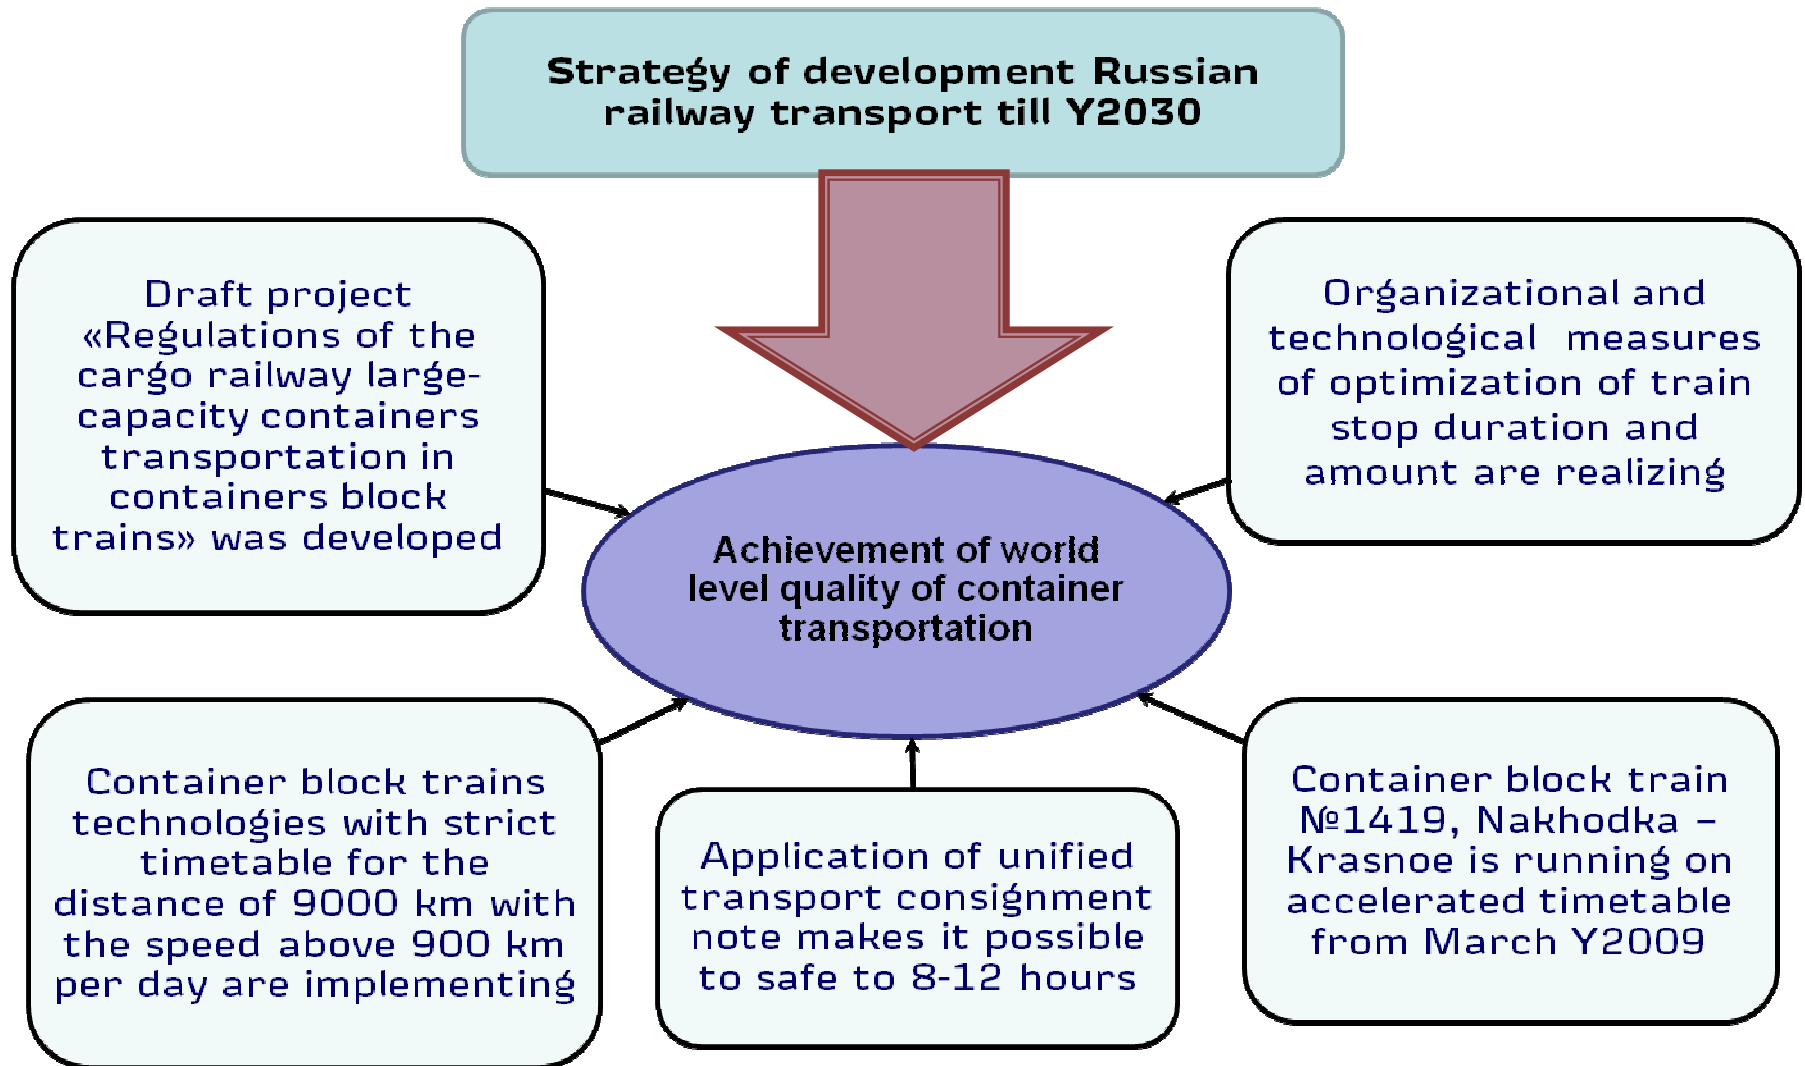 Strategy of development Russian
railway transport till Y2030
Draft project
«Regulations of the
cargo railway large-
capacity containers
transportation in
containers block
trains» was developed
Organizational and
technological measures
of optimization of train
stop duration and
amount are realizing
Achievement of world
level quality of container
transportation
Container block trains
technologies with strict
timetable for the
distance of 9000 km with
the speed above 900 km
per day are implementing
Application of unified
transport consignment
note makes it possible
to safe to 8-12 hours
Container block train
№1419, Nakhodka –
Krasnoe is running on
accelerated timetable
from March Y2009